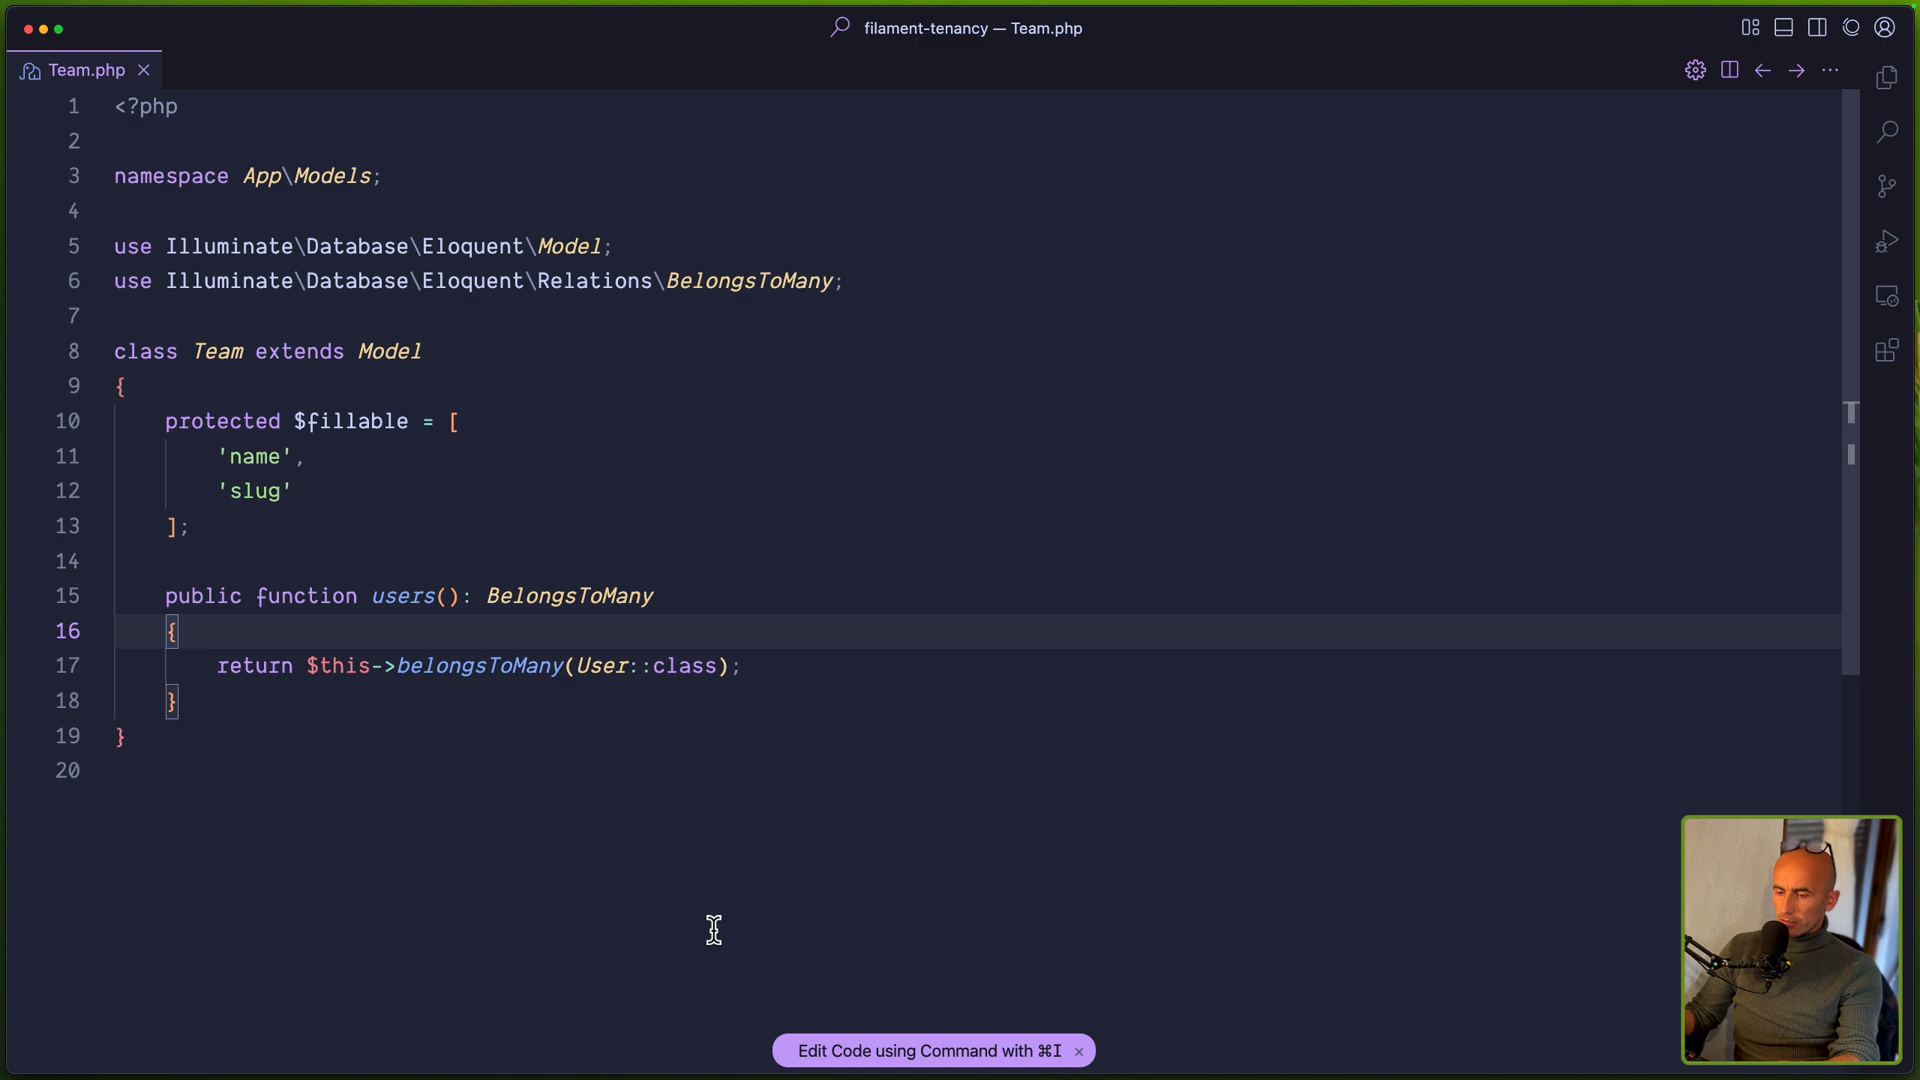 filament-tenancy — Team.php
Team.php
1 <?php
2
3 namespace App\Models;
4
5 use Illuminate\Database\Eloquent\Model;
6 use Illuminate\Database\Eloquent\Relations\BelongsToMany;
7
8 class Team extends Model
9 {
10 protected $fillable = [
11 'name',
12 'slug'
13 ];
14
15 public function users(): BelongsToMany
16 {
17 return $this->belongsToMany(User::class);
18 }
19 }
20
Edit Code using Command with ⌘I ×